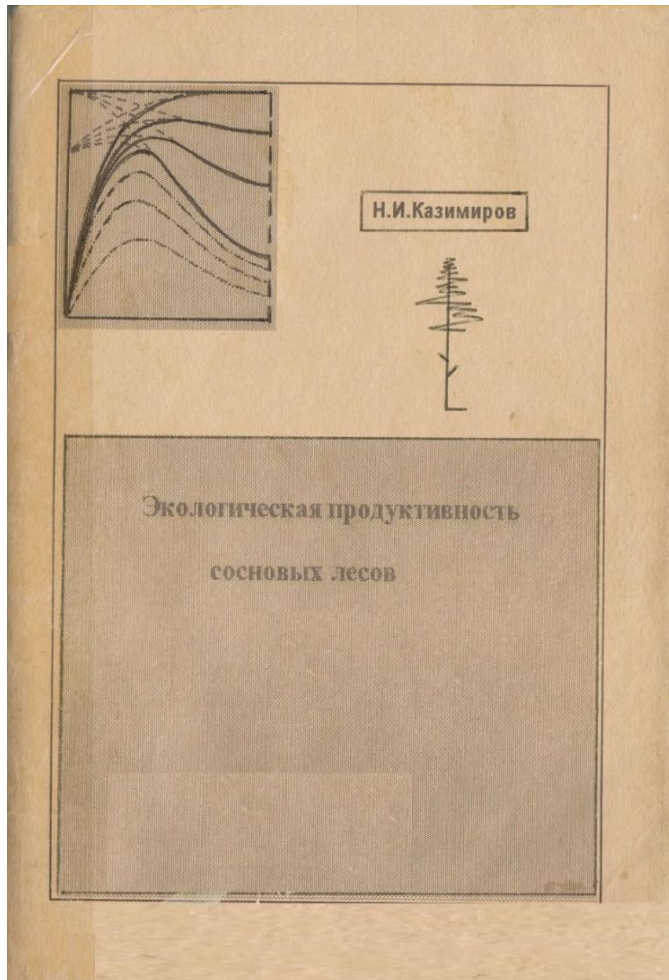 Н.И.Казимиров
Экологическая продуктивность
сосновых лесов